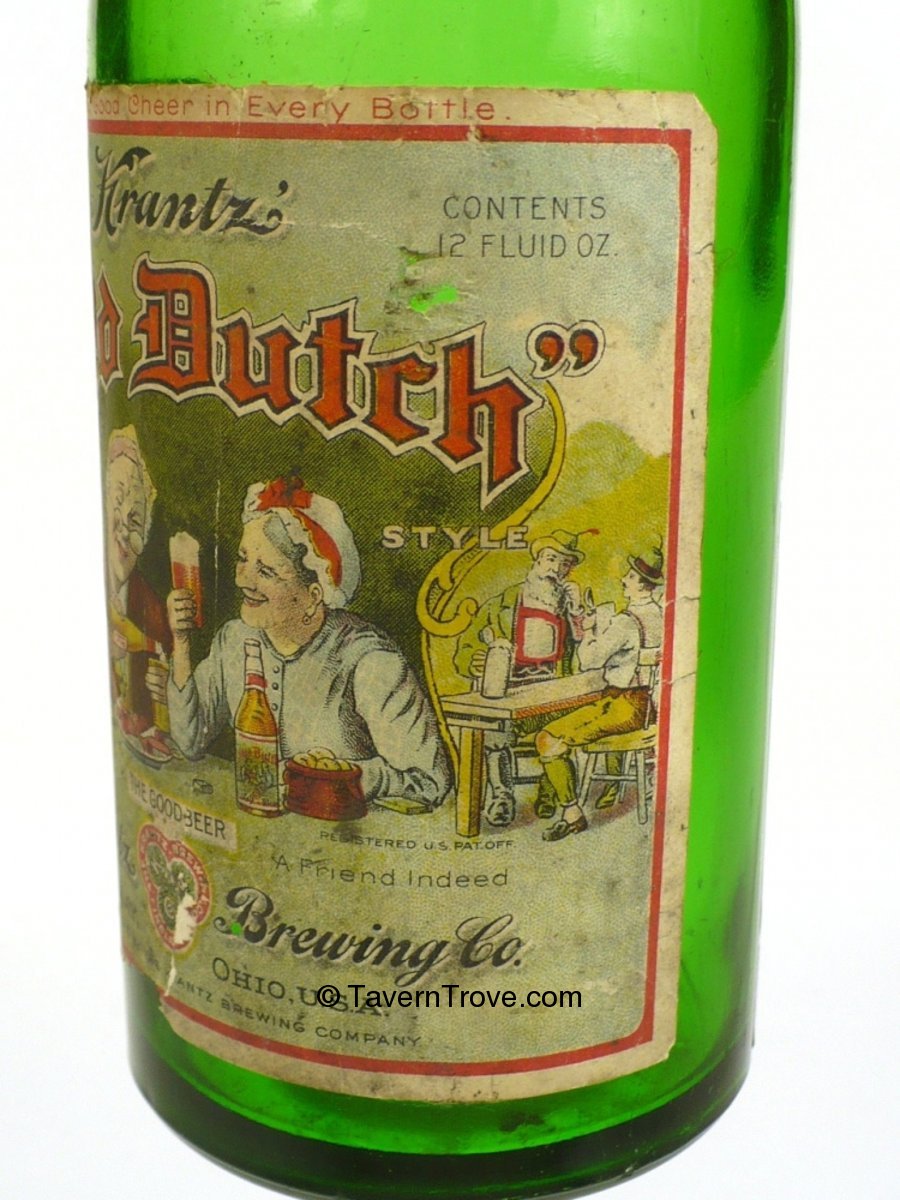 Good Cheer in Every Bottle.
Krantz'
CONTENTS
12 FLUID OZ.
Dutch”
STYLE
THE GOOD BEER
REGISTERED U.S. PAT. OFF.
A Friend Indeed
Brewing Co.
OHIO, U.S.A.
BREWING COMPANY
© TavernTrove.com